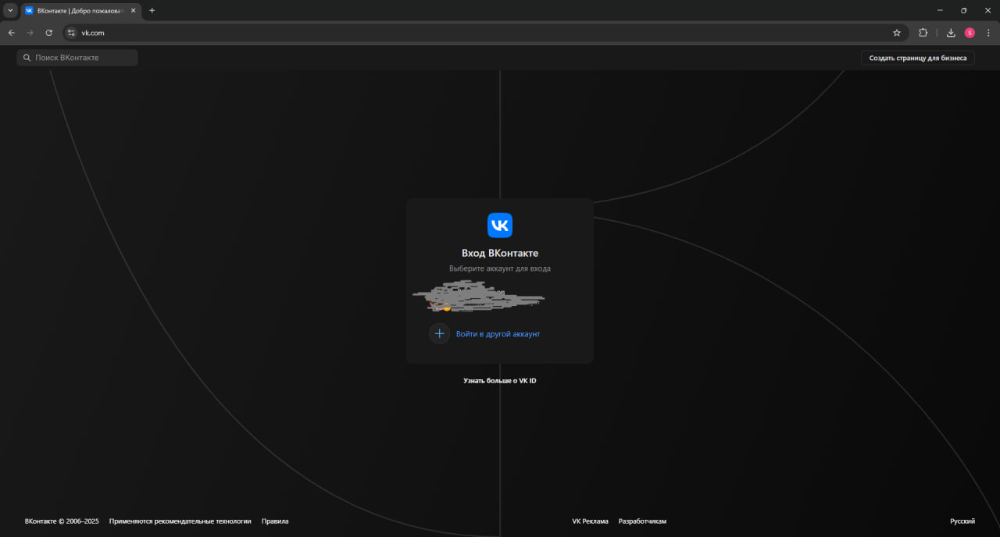 ВКонтакте | Добро пожаловат
vk.com
S
Поиск ВКонтакте
Создать страницу для бизнеса
VK
Вход ВКонтакте
Выберите аккаунт для входа
Войти в другой аккаунт
Узнать больше о VK ID
ВКонтакте © 2006–2025 Применяются рекомендательные технологии Правила VK Реклама Разработчикам Русский